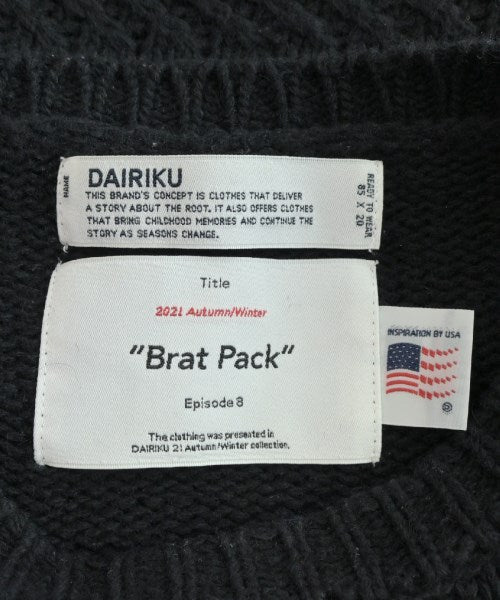 NAME
DAIRIKU
THIS BRAND'S CONCEPT IS CLOTHES THAT DELIVER
A STORY ABOUT THE ROOT. IT ALSO OFFERS CLOTHES
THAT BRING CHILDHOOD MEMORIES AND CONTINUE THE
STORY AS SEASONS CHANGE.
READY TO WEAR
85 X 20
Title
2021 Autumn/Winter
"Brat Pack"
Episode 8
The clothing was presented in
DAIRIKU 21 Autumn/Winter collection.
INSPIRATION BY USA
©